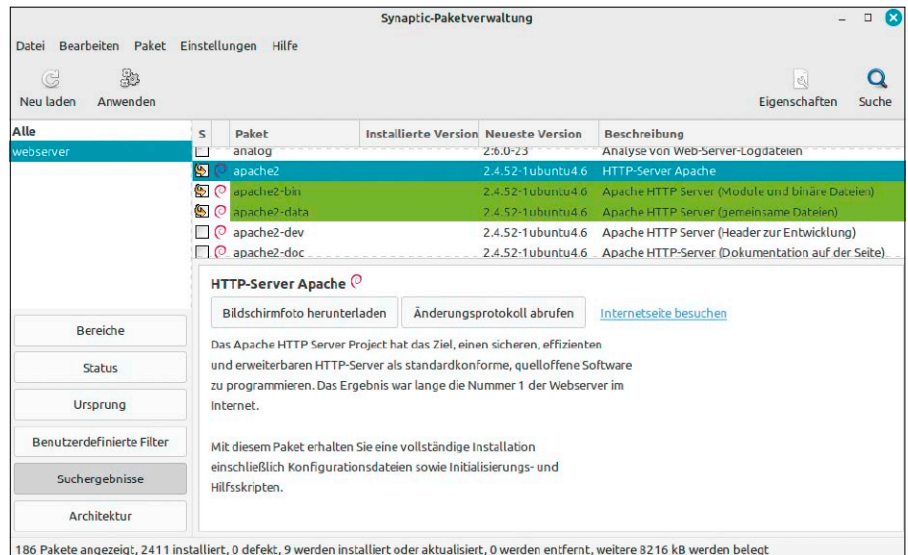 Synaptic-Paketverwaltung
Datei Bearbeiten Paket Einstellungen Hilfe
Neu laden Anwenden Eigenschaften Suche
Alle
webserver
S Paket Installierte Version Neueste Version Beschreibung
analog 2:6.0-23 Analyse von Web-Server-Logdateien
apache2 2.4.52-1ubuntu4.6 HTTP-Server Apache
apache2-bin 2.4.52-1ubuntu4.6 Apache HTTP Server (Module und binäre Dateien)
apache2-data 2.4.52-1ubuntu4.6 Apache HTTP Server (gemeinsame Dateien)
apache2-dev 2.4.52-1ubuntu4.6 Apache HTTP Server (Header zur Entwicklung)
apache2-doc 2.4.52-1ubuntu4.6 Apache HTTP-Server (Dokumentation auf der Seite)
HTTP-Server Apache
Bildschirmfoto herunterladen Änderungsprotokoll abrufen Internetseite besuchen
Das Apache HTTP Server Project hat das Ziel, einen sicheren, effizienten
und erweiterbaren HTTP-Server als standardkonforme, quelloffene Software
zu programmieren. Das Ergebnis war lange die Nummer 1 der Webserver im
Internet.
Mit diesem Paket erhalten Sie eine vollständige Installation
einschließlich Konfigurationsdateien sowie Initialisierungs- und
Hilfsskripten.
Bereiche
Status
Ursprung
Benutzerdefinierte Filter
Suchergebnisse
Architektur
186 Pakete angezeigt, 2411 installiert, 0 defekt, 9 werden installiert oder aktualisiert, 0 werden entfernt, weitere 8216 kB werden belegt